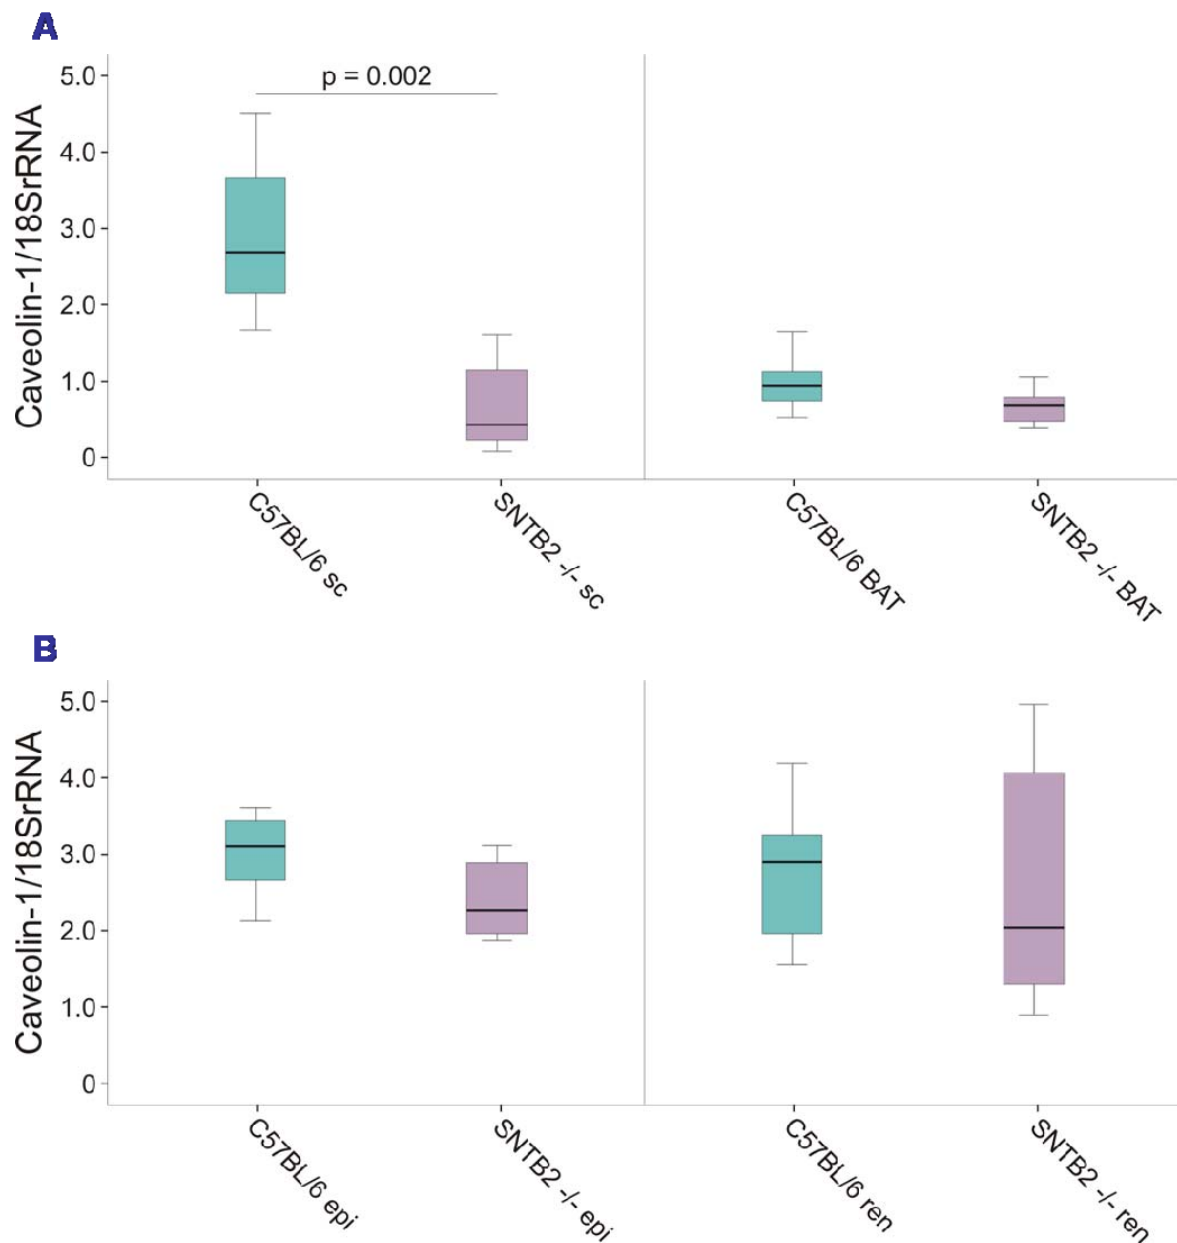 A
Caveolin-1/18SrRNA
5.0
4.0
3.0
2.0
1.0
0
p = 0.002
C57BL/6 sc
SNTB2 -/- sc
C57BL/6 BAT
SNTB2 -/- BAT
B
Caveolin-1/18SrRNA
5.0
4.0
3.0
2.0
1.0
0
C57BL/6 epi
SNTB2 -/- epi
C57BL/6 ren
SNTB2 -/- ren